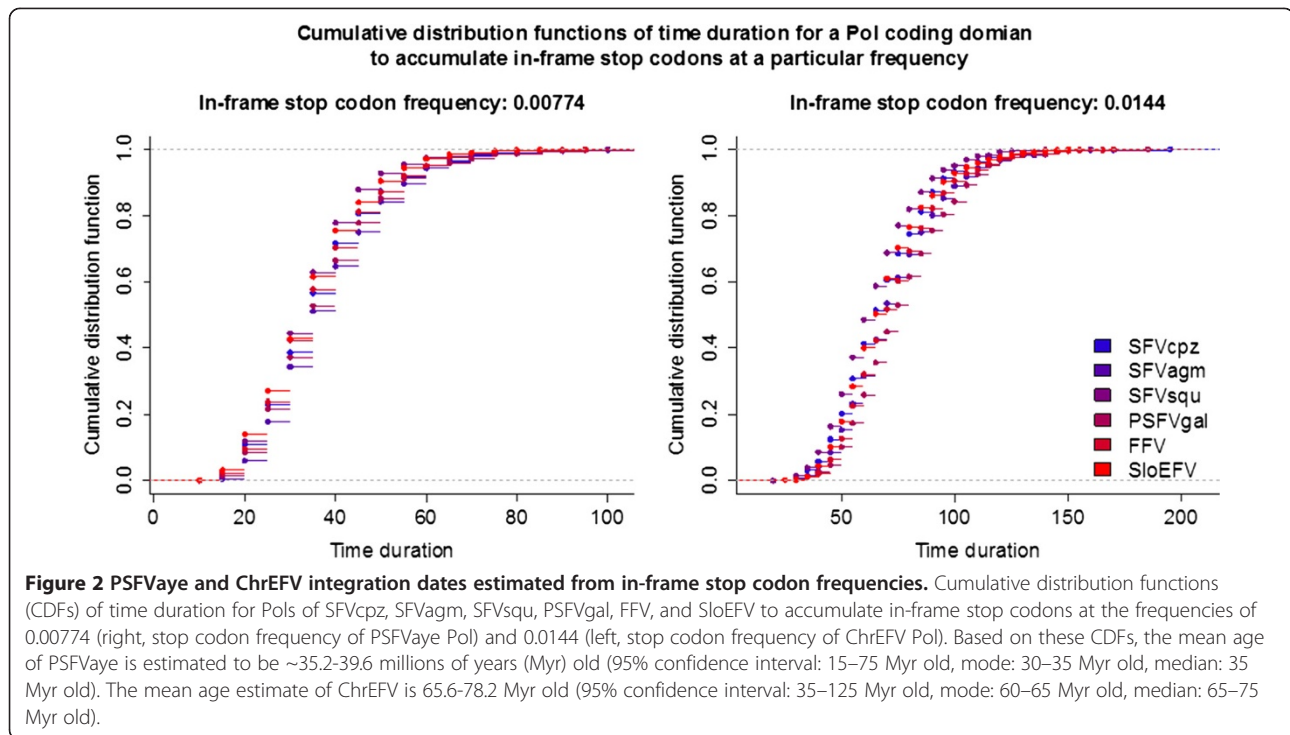 Cumulative distribution functions of time duration for a Pol coding domian
to accumulate in-frame stop codons at a particular frequency
In-frame stop codon frequency: 0.00774
Cumulative distribution function
1.0
0.8
0.6
0.4
0.2
0.0
0 20 40 60 80 100
Time duration
In-frame stop codon frequency: 0.0144
Cumulative distribution function
1.0
0.8
0.6
0.4
0.2
0.0
50 100 150 200
Time duration
SFVcpz
SFVagm
SFVsqu
PSFVgal
FFV
SloEFV
Figure 2 PSFVaye and ChrEFV integration dates estimated from in-frame stop codon frequencies. Cumulative distribution functions
(CDFs) of time duration for Pols of SFVcpz, SFVagm, SFVsqu, PSFVgal, FFV, and SloEFV to accumulate in-frame stop codons at the frequencies of
0.00774 (right, stop codon frequency of PSFVaye Pol) and 0.0144 (left, stop codon frequency of ChrEFV Pol). Based on these CDFs, the mean age
of PSFVaye is estimated to be ~35.2-39.6 millions of years (Myr) old (95% confidence interval: 15–75 Myr old, mode: 30–35 Myr old, median: 35
Myr old). The mean age estimate of ChrEFV is 65.6-78.2 Myr old (95% confidence interval: 35–125 Myr old, mode: 60–65 Myr old, median: 65–75
Myr old).